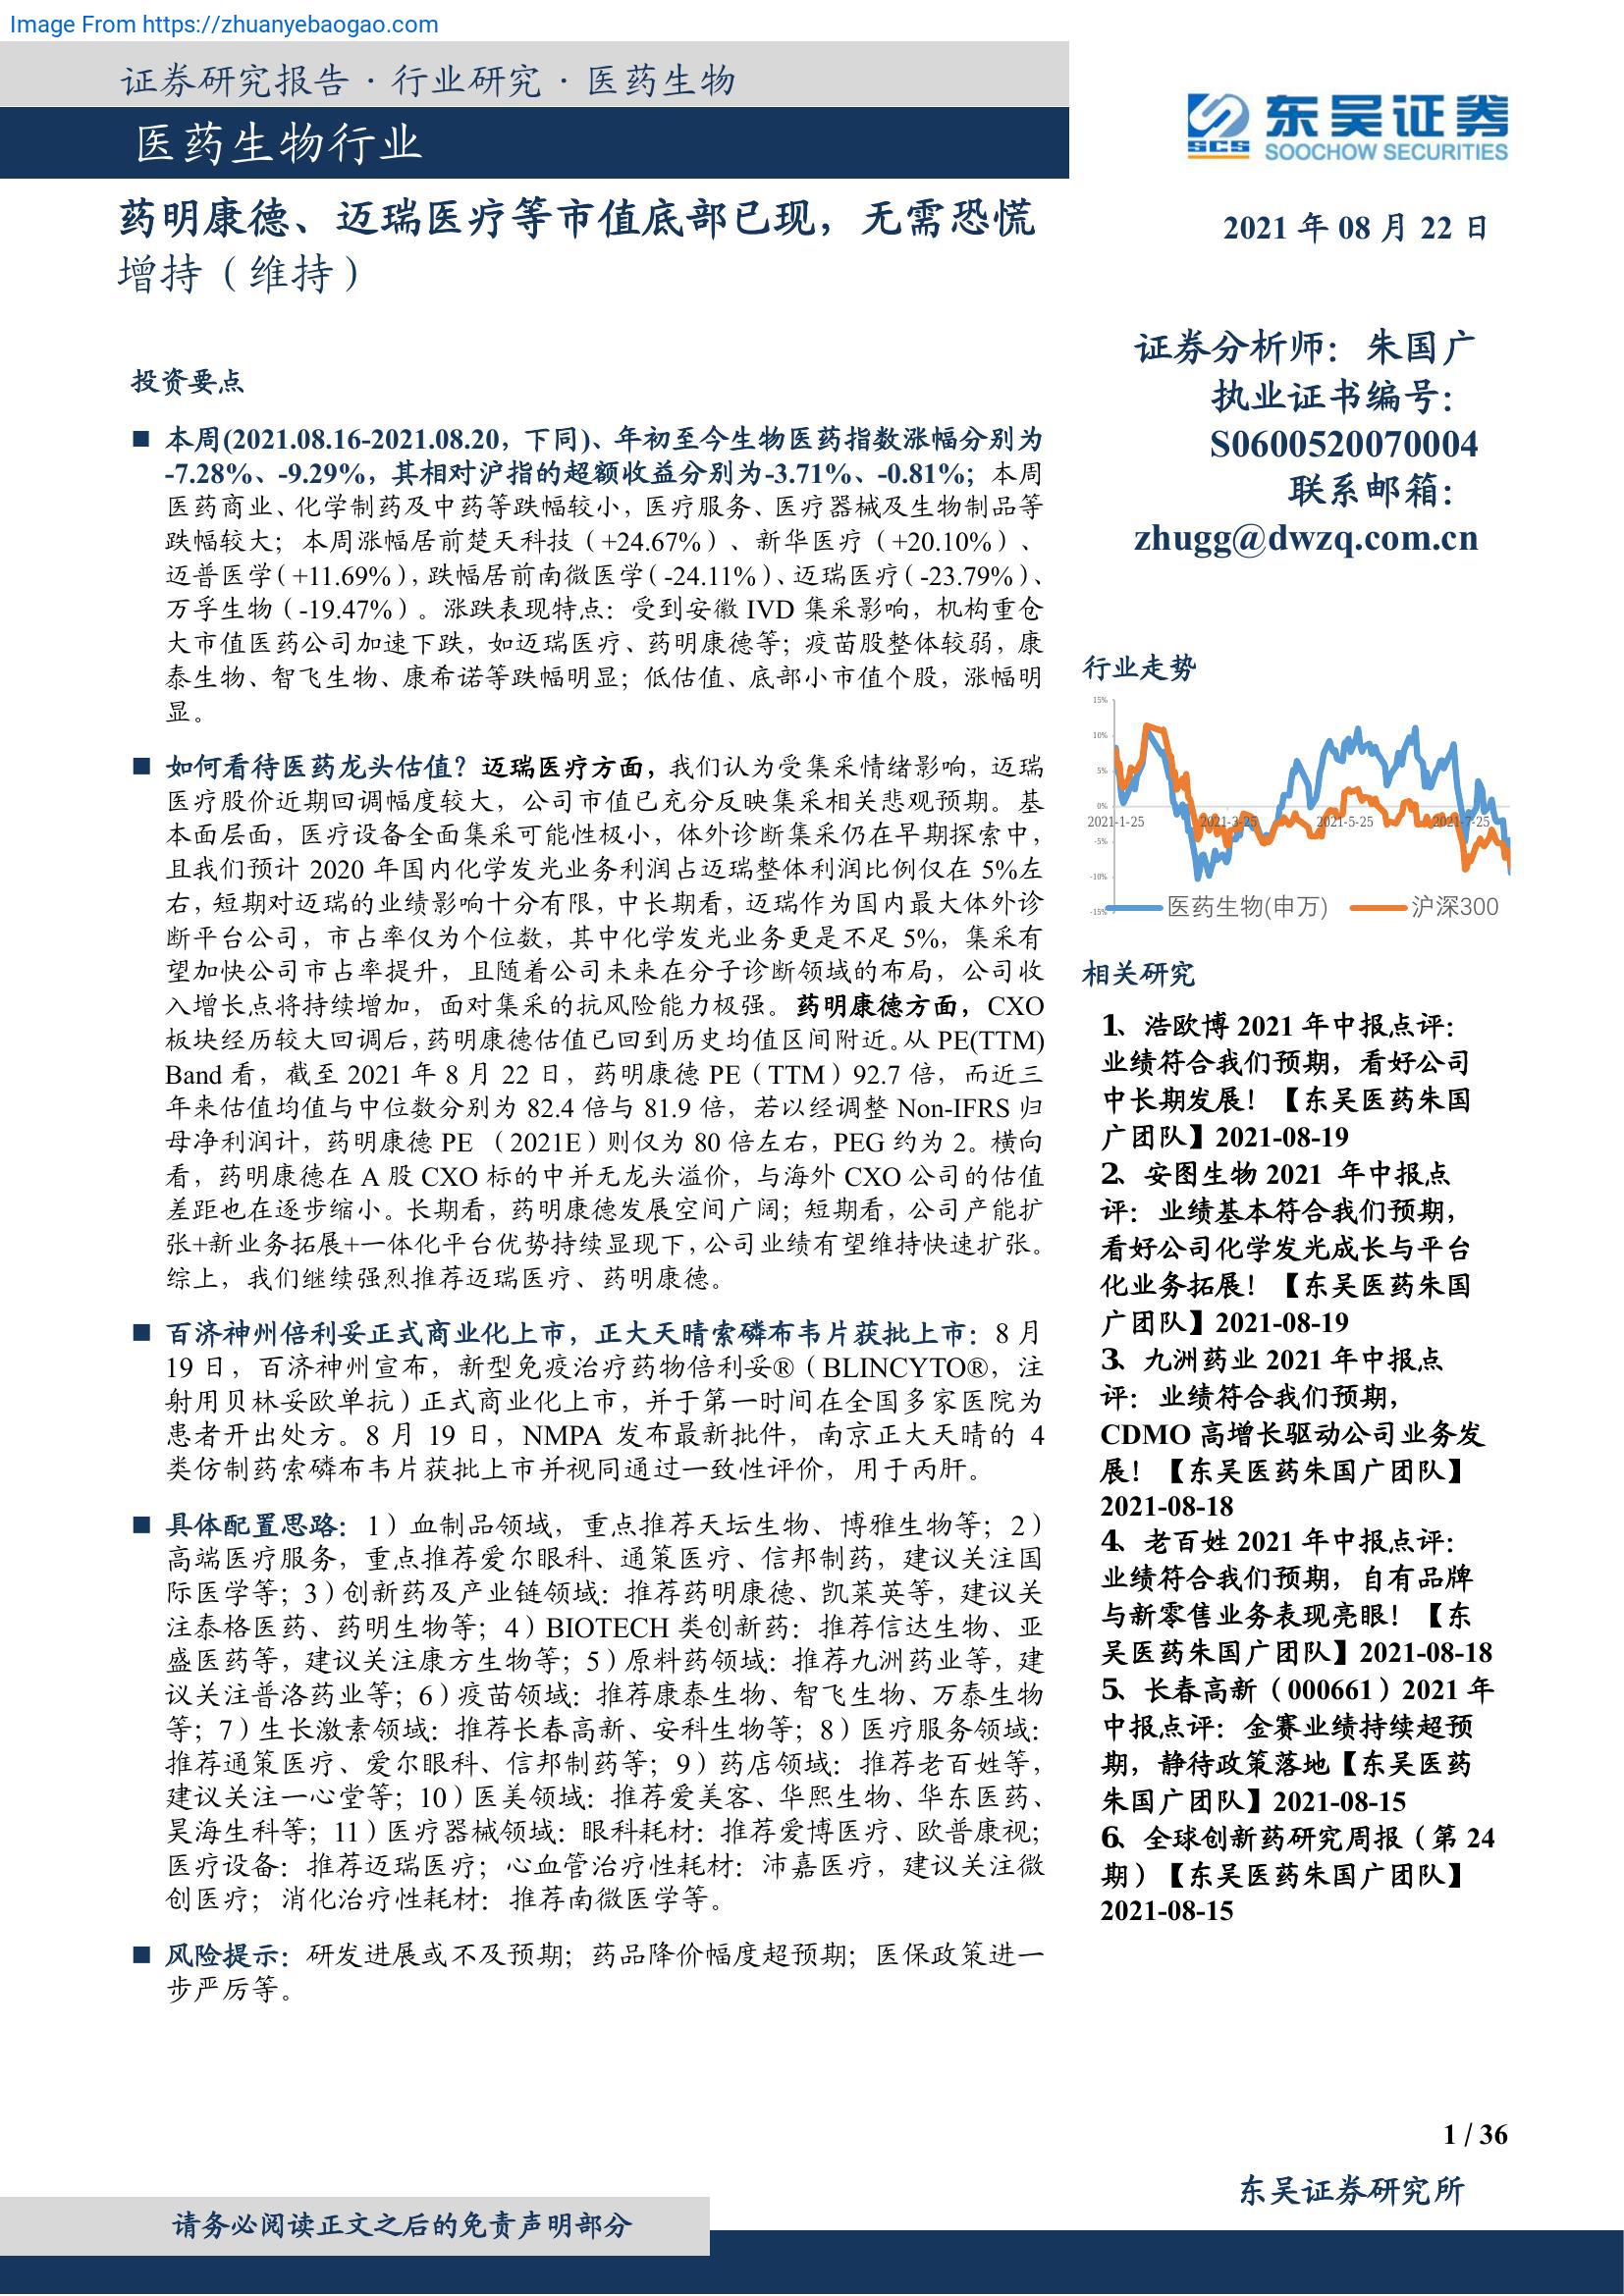 Image From https://zhuanyebaogao.com
证券研究报告·行业研究·医药生物
医药生物行业
东吴证券
SCS
SOOCHOW SECURITIES
药明康德、迈瑞医疗等市值底部已现，无需恐慌
增持（维持）
投资要点
■ 本周(2021.08.16-2021.08.20，下同)、年初至今生物医药指数涨幅分别为
-7.28%、-9.29%，其相对沪指的超额收益分别为-3.71%、-0.81%；本周
医药商业、化学制药及中药等跌幅较小，医疗服务、医疗器械及生物制品等
跌幅较大；本周涨幅居前楚天科技（+24.67%）、新华医疗（+20.10%）、
迈普医学（+11.69%），跌幅居前南微医学（-24.11%）、迈瑞医疗（-23.79%）、
万孚生物（-19.47%）。涨跌表现特点：受到安徽 IVD 集采影响，机构重仓
大市值医药公司加速下跌，如迈瑞医疗、药明康德等；疫苗股整体较弱，康
泰生物、智飞生物、康希诺等跌幅明显；低估值、底部小市值个股，涨幅明
显。
■ 如何看待医药龙头估值？迈瑞医疗方面，我们认为受集采情绪影响，迈瑞
医疗股价近期回调幅度较大，公司市值已充分反映集采相关悲观预期。基
本面层面，医疗设备全面集采可能性极小，体外诊断集采仍在早期探索中，
且我们预计 2020 年国内化学发光业务利润占迈瑞整体利润比例仅在 5%左
右，短期对迈瑞的业绩影响十分有限，中长期看，迈瑞作为国内最大体外诊
断平台公司，市占率仅为个位数，其中化学发光业务更是不足 5%，集采有
望加快公司市占率提升，且随着公司未来在分子诊断领域的布局，公司收
入增长点将持续增加，面对集采的抗风险能力极强。药明康德方面，CXO
板块经历较大回调后，药明康德估值已回到历史均值区间附近。从 PE(TTM)
Band 看，截至 2021 年 8 月 22 日，药明康德 PE（TTM）92.7 倍，而近三
年来估值均值与中位数分别为 82.4 倍与 81.9 倍，若以经调整 Non-IFRS 归
母净利润计，药明康德 PE （2021E）则仅为 80 倍左右，PEG 约为 2。横向
看，药明康德在 A 股 CXO 标的中并无龙头溢价，与海外 CXO 公司的估值
差距也在逐步缩小。长期看，药明康德发展空间广阔；短期看，公司产能扩
张+新业务拓展+一体化平台优势持续显现下，公司业绩有望维持快速扩张。
综上，我们继续强烈推荐迈瑞医疗、药明康德。
■ 百济神州倍利妥正式商业化上市，正大天晴索磷布韦片获批上市：8 月
19 日，百济神州宣布，新型免疫治疗药物倍利妥®（BLINCYTO®，注
射用贝林妥欧单抗）正式商业化上市，并于第一时间在全国多家医院为
患者开出处方。8 月 19 日，NMPA 发布最新批件，南京正大天晴的 4
类仿制药索磷布韦片获批上市并视同通过一致性评价，用于丙肝。
■ 具体配置思路：1）血制品领域，重点推荐天坛生物、博雅生物等；2）
高端医疗服务，重点推荐爱尔眼科、通策医疗、信邦制药，建议关注国
际医学等；3）创新药及产业链领域：推荐药明康德、凯莱英等，建议关
注泰格医药、药明生物等；4）BIOTECH 类创新药：推荐信达生物、亚
盛医药等，建议关注康方生物等；5）原料药领域：推荐九洲药业等，建
议关注普洛药业等；6）疫苗领域：推荐康泰生物、智飞生物、万泰生物
等；7）生长激素领域：推荐长春高新、安科生物等；8）医疗服务领域：
推荐通策医疗、爱尔眼科、信邦制药等；9）药店领域：推荐老百姓等，
建议关注一心堂等；10）医美领域：推荐爱美客、华熙生物、华东医药、
昊海生科等；11）医疗器械领域：眼科耗材：推荐爱博医疗、欧普康视；
医疗设备：推荐迈瑞医疗；心血管治疗性耗材：沛嘉医疗，建议关注微
创医疗；消化治疗性耗材：推荐南微医学等。
■ 风险提示：研发进展或不及预期；药品降价幅度超预期；医保政策进一
步严厉等。
2021 年 08 月 22 日
证券分析师：朱国广
执业证书编号：
S0600520070004
联系邮箱：
zhugg@dwzq.com.cn
行业走势
15%
10%
5%
0%
2021-1-25 2021-3-25 2021-5-25 2021-7-25
-5%
-10%
-15%
医药生物(申万) 沪深300
相关研究
1、浩欧博 2021 年中报点评：
业绩符合我们预期，看好公司
中长期发展！【东吴医药朱国
广团队】2021-08-19
2、安图生物 2021 年中报点
评：业绩基本符合我们预期，
看好公司化学发光成长与平台
化业务拓展！【东吴医药朱国
广团队】2021-08-19
3、九洲药业 2021 年中报点
评：业绩符合我们预期，
CDMO 高增长驱动公司业务发
展！【东吴医药朱国广团队】
2021-08-18
4、老百姓 2021 年中报点评：
业绩符合我们预期，自有品牌
与新零售业务表现亮眼！【东
吴医药朱国广团队】2021-08-18
5、长春高新（000661）2021 年
中报点评：金赛业绩持续超预
期，静待政策落地【东吴医药
朱国广团队】2021-08-15
6、全球创新药研究周报（第 24
期）【东吴医药朱国广团队】
2021-08-15
1 / 36
东吴证券研究所
请务必阅读正文之后的免责声明部分